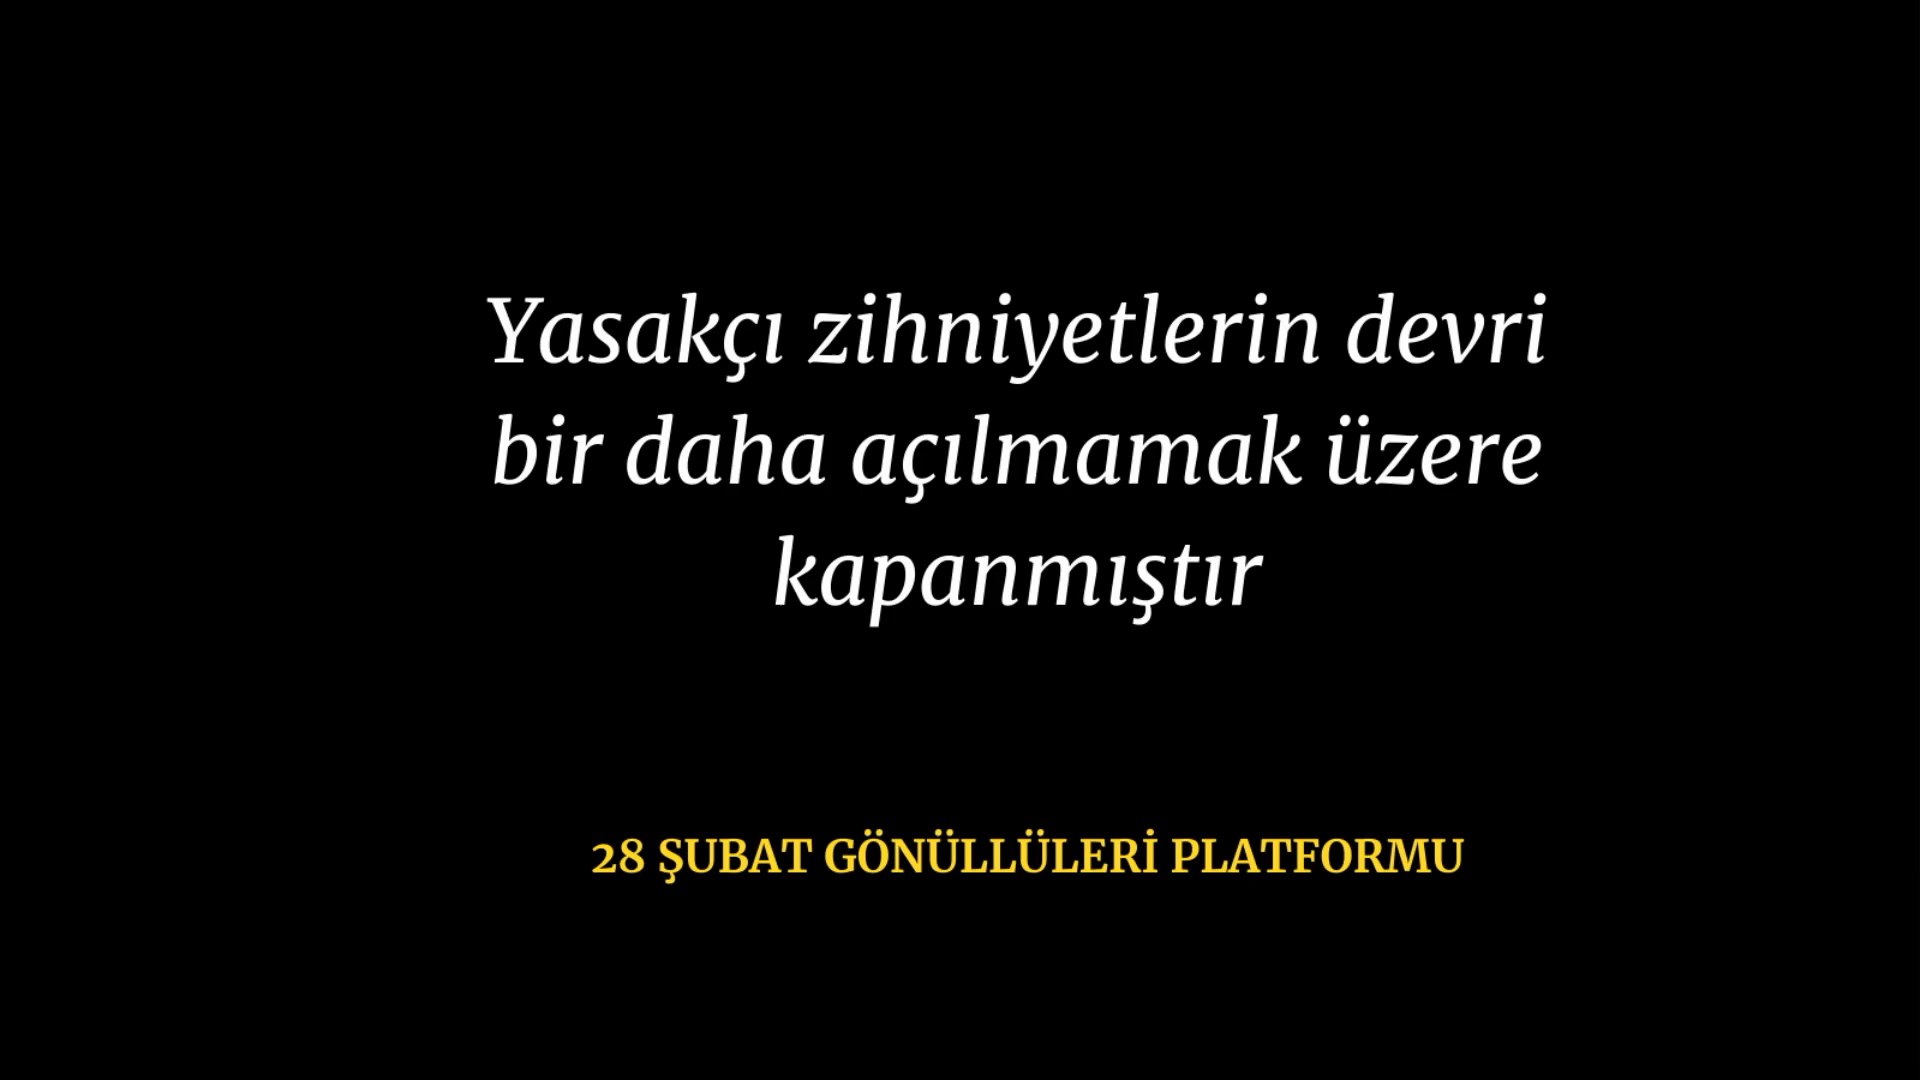 Yasakçı zihniyetlerin devri
bir daha açılmamak üzere
kapanmıştır
28 ŞUBAT GÖNÜLLÜLERİ PLATFORMU